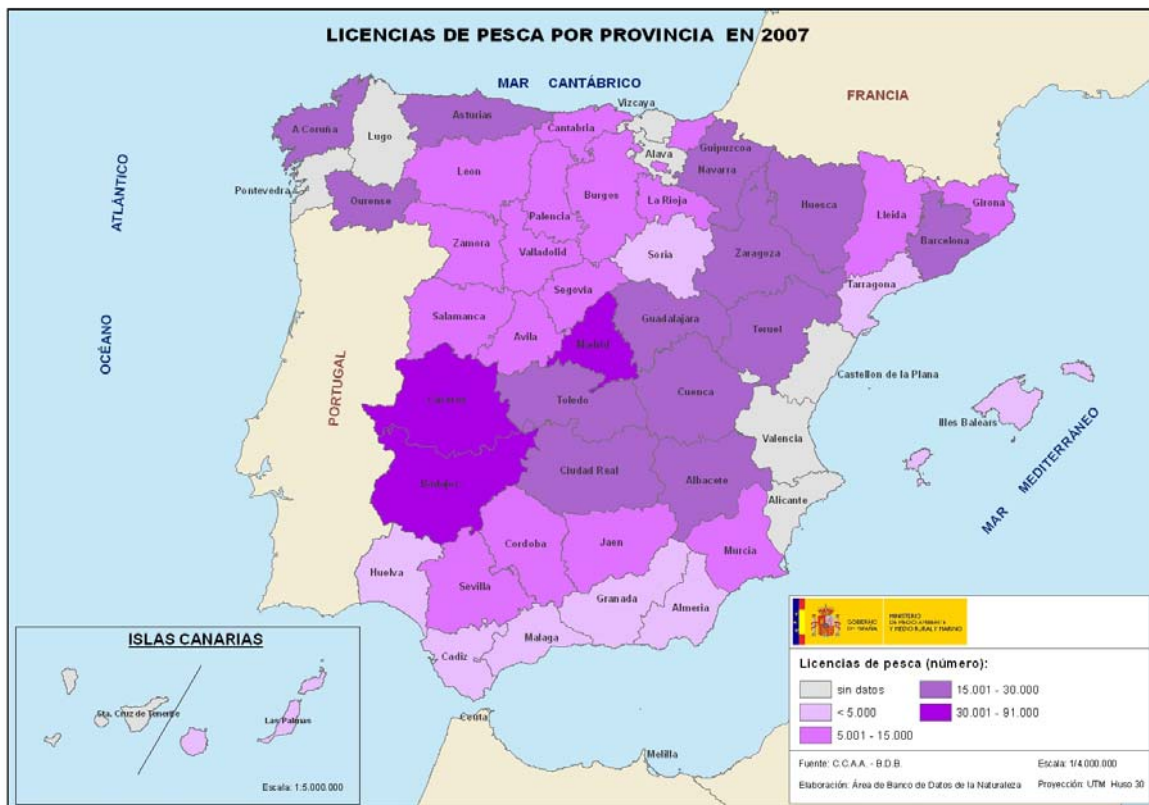 LICENCIAS DE PESCA POR PROVINCIA EN 2007
MAR CANTÁBRICO
FRANCIA
OCÉANO ATLÁNTICO
PORTUGAL
MAR MEDITERRÁNEO
A Coruña
Lugo
Asturias
Cantabria
Vizcaya
Guipuzcoa
Alava
Navarra
Pontevedra
Ourense
Leon
Palencia
Burgos
La Rioja
Huesca
Lleida
Girona
Barcelona
Zamora
Valladolid
Soria
Zaragoza
Tarragona
Segovia
Salamanca
Avila
Madrid
Guadalajara
Teruel
Castellon de la Plana
Caceres
Toledo
Cuenca
Valencia
Illes Balears
Badajoz
Ciudad Real
Albacete
Alicante
Cordoba
Jaen
Murcia
Huelva
Sevilla
Granada
Almeria
Malaga
Cadiz
Ceuta
Melilla
ISLAS CANARIAS
Sta. Cruz de Tenerife
Las Palmas
Escala: 1:5.000.000
GOBIERNO
DE ESPAÑA
MINISTERIO
DE MEDIO AMBIENTE
Y MEDIO RURAL Y MARINO
Licencias de pesca (número):
sin datos
< 5.000
5.001 - 15.000
15.001 - 30.000
30.001 - 91.000
Fuente: C.C.A.A. - B.D.B.
Escala: 1/4.000.000
Elaboración: Área de Banco de Datos de la Naturaleza
Proyección: UTM Huso 30